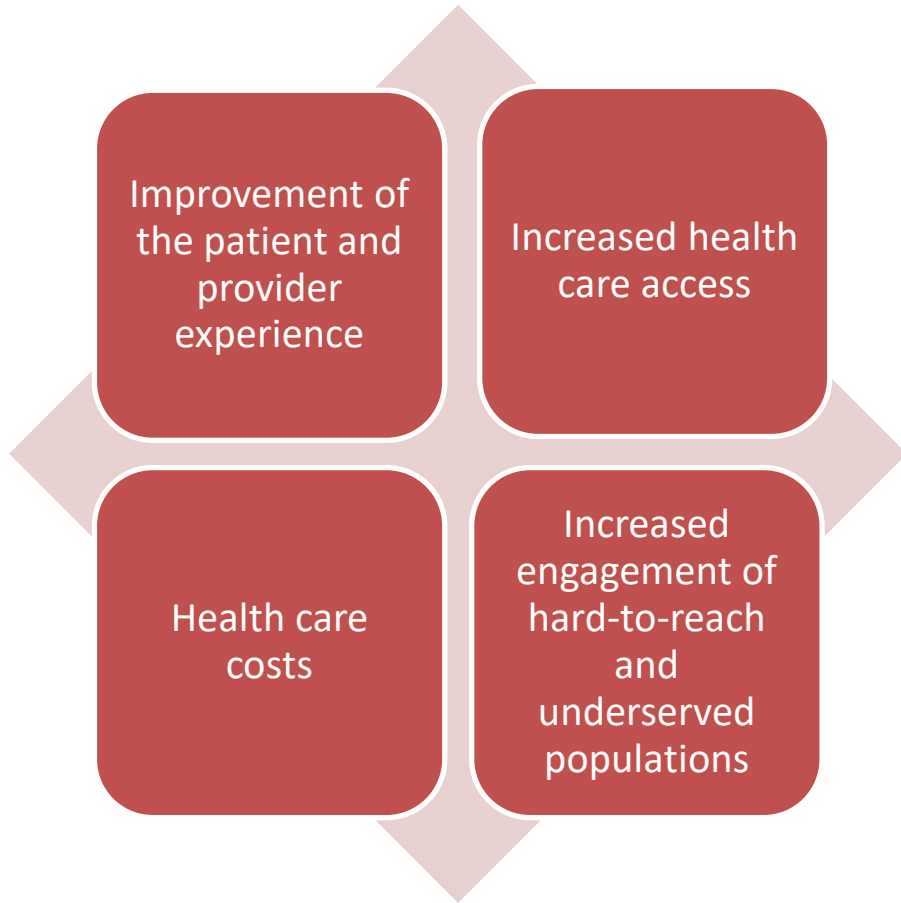 Improvement of
the patient and
provider
experience
Increased health
care access
Health care
costs
Increased
engagement of
hard-to-reach
and
underserved
populations